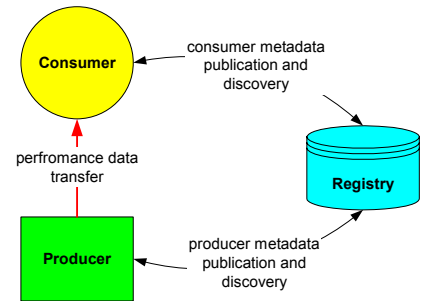 consumer metadata
publication and
discovery
Consumer
perfromance data
transfer
Registry
Producer
producer metadata
publication and
discovery